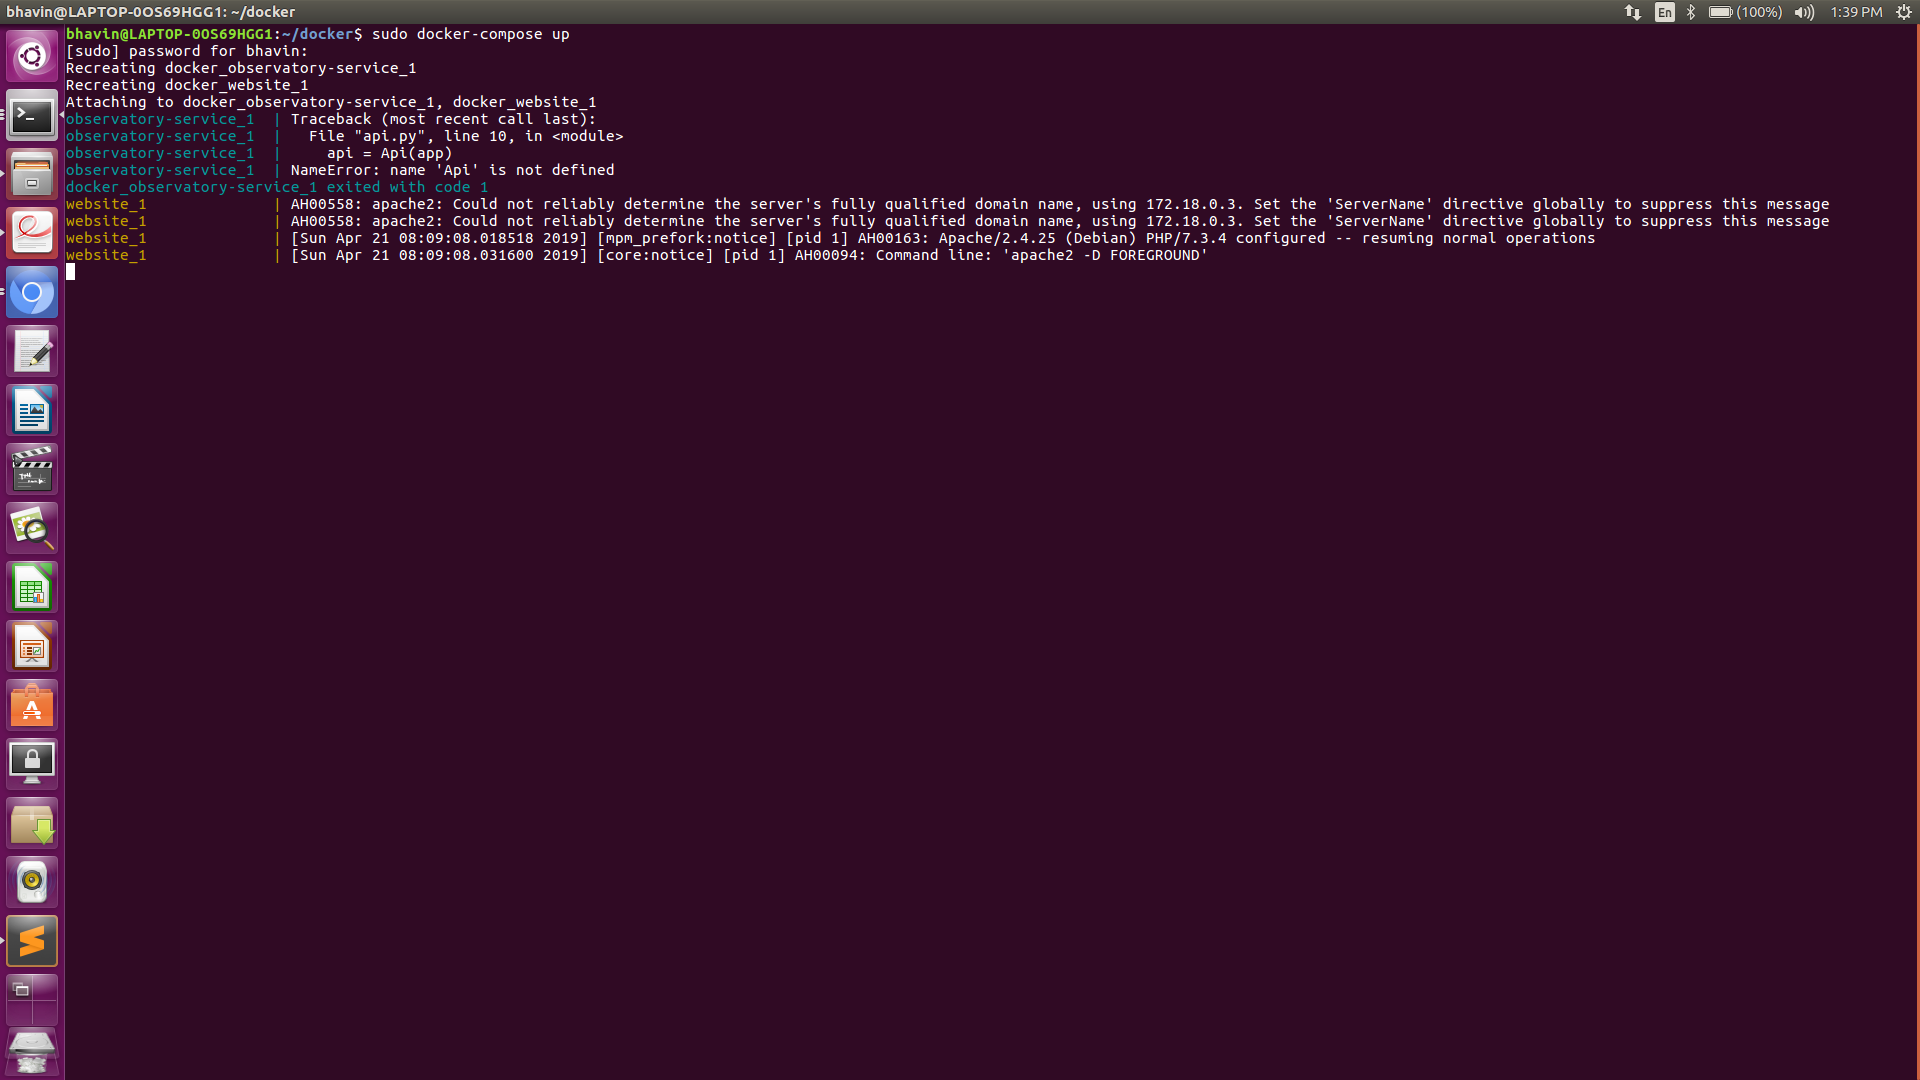 bhavin@LAPTOP-0OS69HGG1: ~/docker
En
(100%)
1:39 PM
bhavin@LAPTOP-0OS69HGG1:~/docker$ sudo docker-compose up
[sudo] password for bhavin:
Recreating docker_observatory-service_1
Recreating docker_website_1
Attaching to docker_observatory-service_1, docker_website_1
observatory-service_1  | Traceback (most recent call last):
observatory-service_1  |   File "api.py", line 10, in <module>
observatory-service_1  |     api = Api(app)
observatory-service_1  | NameError: name 'Api' is not defined
docker_observatory-service_1 exited with code 1
website_1              | AH00558: apache2: Could not reliably determine the server's fully qualified domain name, using 172.18.0.3. Set the 'ServerName' directive globally to suppress this message
website_1              | AH00558: apache2: Could not reliably determine the server's fully qualified domain name, using 172.18.0.3. Set the 'ServerName' directive globally to suppress this message
website_1              | [Sun Apr 21 08:09:08.018518 2019] [mpm_prefork:notice] [pid 1] AH00163: Apache/2.4.25 (Debian) PHP/7.3.4 configured -- resuming normal operations
website_1              | [Sun Apr 21 08:09:08.031600 2019] [core:notice] [pid 1] AH00094: Command line: 'apache2 -D FOREGROUND'